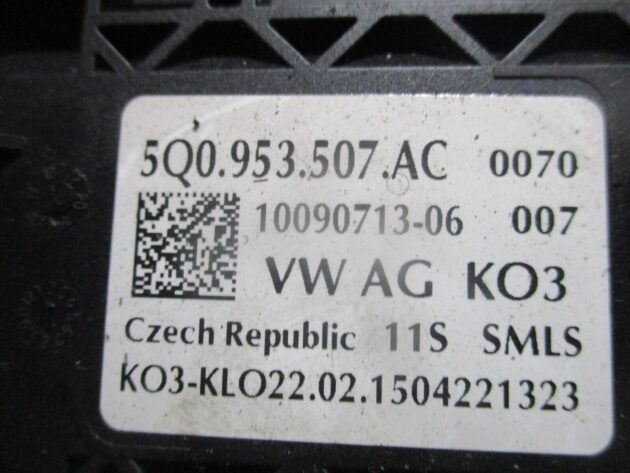 5Q0.953.507.AC 0070
10090713-06 007
VW AG KO3
Czech Republic 11S SMLS
KO3-KLO22.02.1504221323